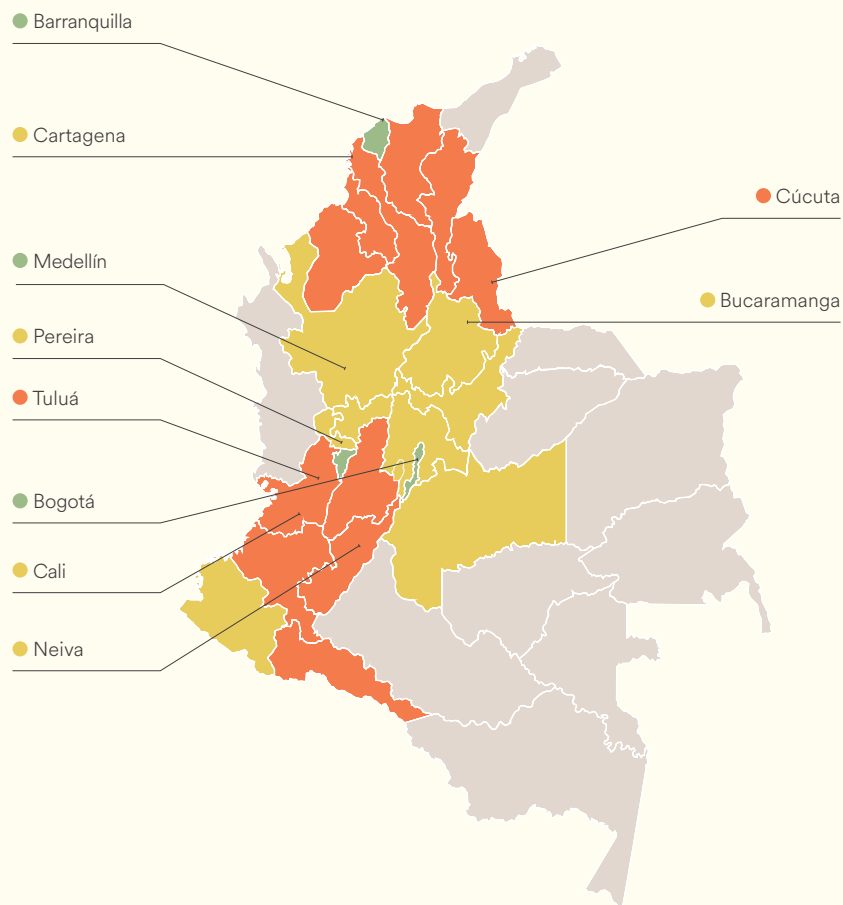 Barranquilla
Cartagena
Cúcuta
Medellín
Bucaramanga
Pereira
Tuluá
Bogotá
Cali
Neiva